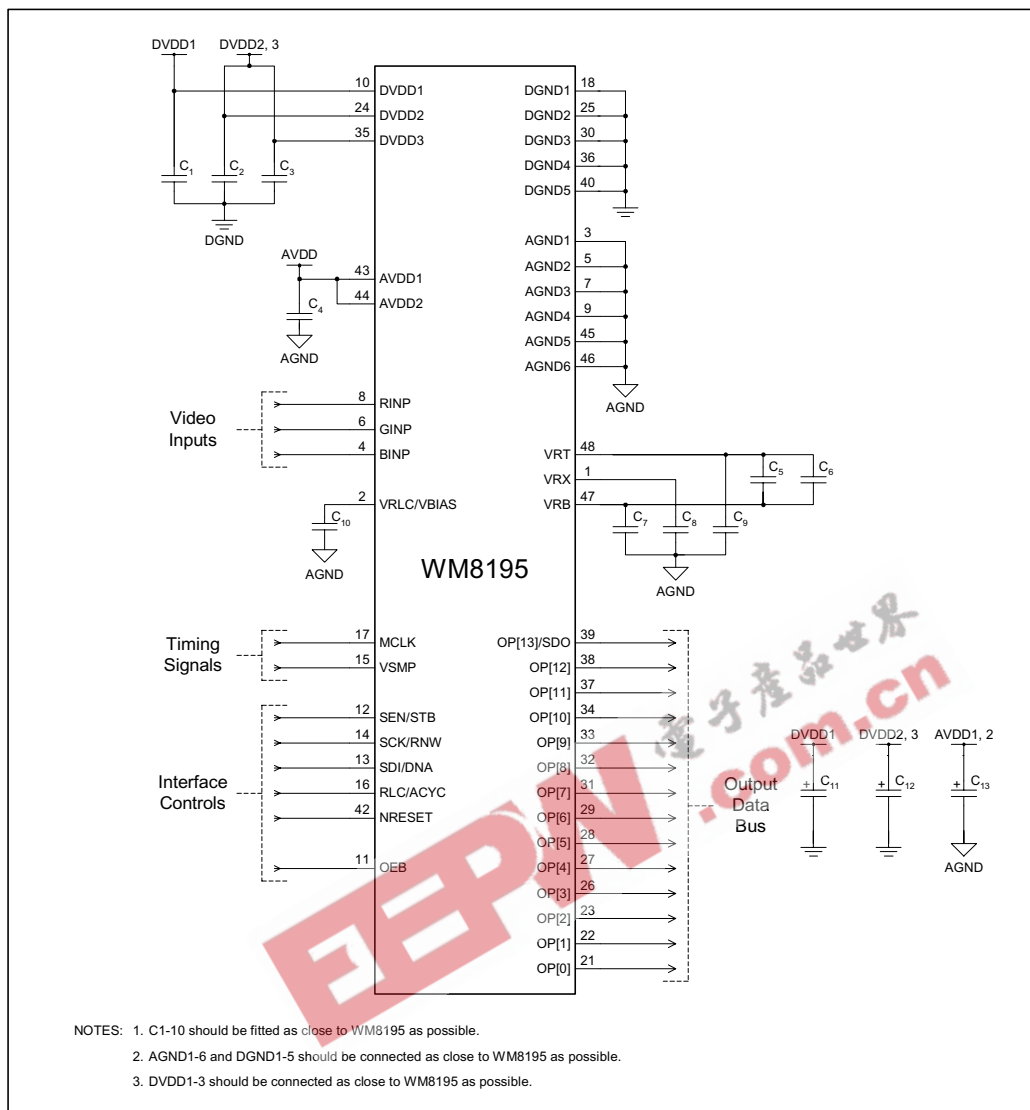 DVDD1 DVDD2, 3
10 DVDD1 DGND1 18
24 DVDD2 DGND2 25
35 DVDD3 DGND3 30
DGND4 36
C1 C2 C3 DGND5 40
DGND
AVDD AGND1 3
43 AVDD1 AGND2 5
44 AVDD2 AGND3 7
C4 AGND4 9
AGND AGND5 45
AGND6 46
AGND
Video Inputs
8 RINP
6 GINP
4 BINP
VRT 48
VRX 1
VRB 47
C5 C6
C7 C8 C9
AGND
2 VRLC/VBIAS
C10
AGND
WM8195
Timing Signals
17 MCLK
15 VSMP
Interface Controls
12 SEN/STB
14 SCK/RNW
13 SDI/DNA
16 RLC/ACYC
42 NRESET
11 OEB
OP[13]/SDO 39
OP[12] 38
OP[11] 37
OP[10] 34
OP[9] 33
OP[8] 32
OP[7] 31
OP[6] 29
OP[5] 28
OP[4] 27
OP[3] 26
OP[2] 23
OP[1] 22
OP[0] 21
Output Data Bus
DVDD1 DVDD2, 3 AVDD1, 2
+ C11 + C12 + C13
AGND
EEPW.com.cn
電子產品世界
NOTES: 1. C1-10 should be fitted as close to WM8195 as possible.
2. AGND1-6 and DGND1-5 should be connected as close to WM8195 as possible.
3. DVDD1-3 should be connected as close to WM8195 as possible.